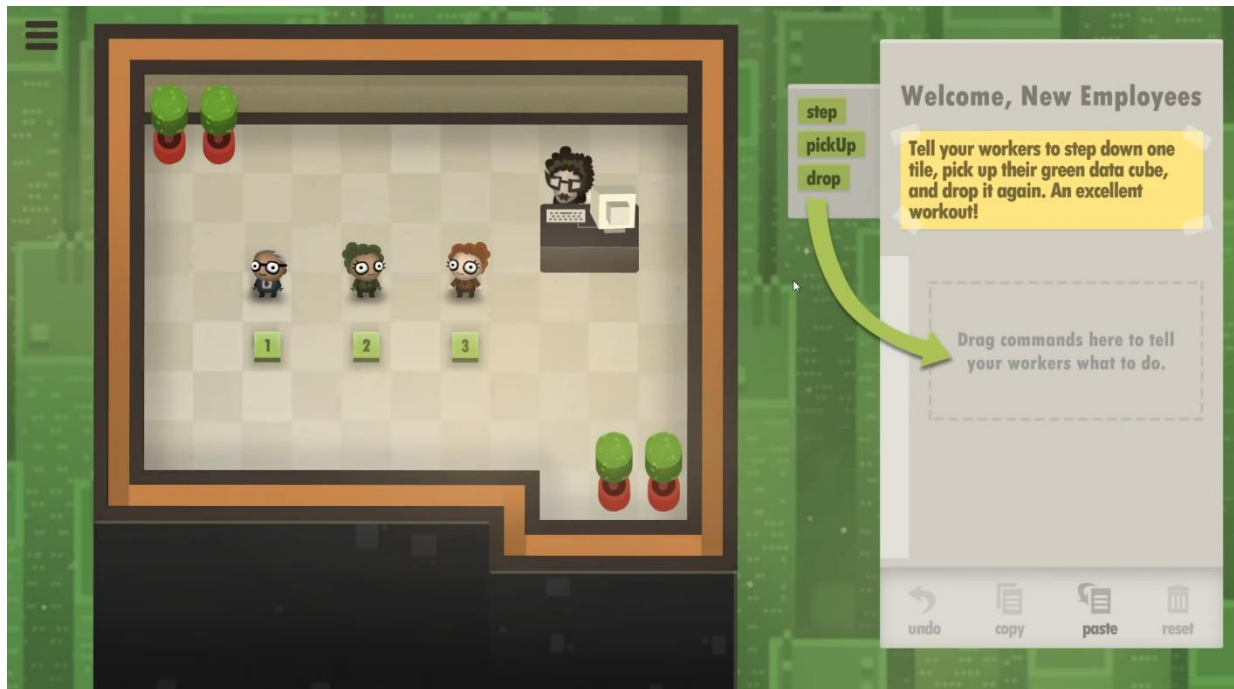 step
pickUp
drop
Welcome, New Employees
Tell your workers to step down one
tile, pick up their green data cube,
and drop it again. An excellent
workout!
1
2
3
Drag commands here to tell
your workers what to do.
undo
copy
paste
reset